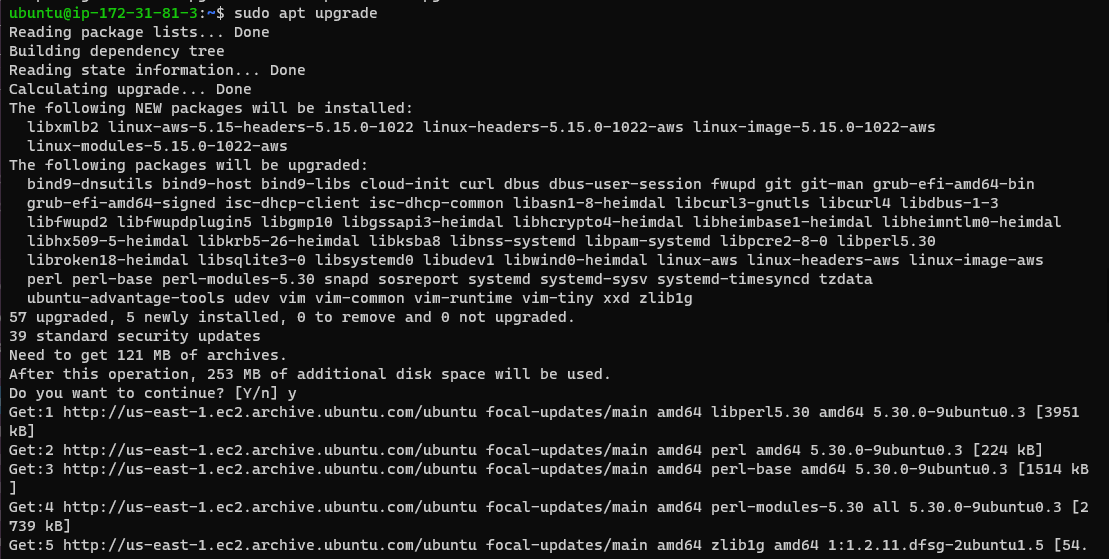 ubuntu@ip-172-31-81-3:~$ sudo apt upgrade
Reading package lists... Done
Building dependency tree
Reading state information... Done
Calculating upgrade... Done
The following NEW packages will be installed:
  libxmlb2 linux-aws-5.15-headers-5.15.0-1022 linux-headers-5.15.0-1022-aws linux-image-5.15.0-1022-aws
  linux-modules-5.15.0-1022-aws
The following packages will be upgraded:
  bind9-dnsutils bind9-host bind9-libs cloud-init curl dbus dbus-user-session fwupd git git-man grub-efi-amd64-bin
  grub-efi-amd64-signed isc-dhcp-client isc-dhcp-common libasn1-8-heimdal libcurl3-gnutls libcurl4 libdbus-1-3
  libfwupd2 libfwupdplugin5 libgmp10 libgssapi3-heimdal libhcrypto4-heimdal libheimbase1-heimdal libheimntlm0-heimdal
  libhx509-5-heimdal libkrb5-26-heimdal libksba8 libnss-systemd libpam-systemd libpcre2-8-0 libperl5.30
  libroken18-heimdal libsqlite3-0 libsystemd0 libudev1 libwind0-heimdal linux-aws linux-headers-aws linux-image-aws
  perl perl-base perl-modules-5.30 snapd sosreport systemd systemd-sysv systemd-timesyncd tzdata
  ubuntu-advantage-tools udev vim vim-common vim-runtime vim-tiny xxd zlib1g
57 upgraded, 5 newly installed, 0 to remove and 0 not upgraded.
39 standard security updates
Need to get 121 MB of archives.
After this operation, 253 MB of additional disk space will be used.
Do you want to continue? [Y/n] y
Get:1 http://us-east-1.ec2.archive.ubuntu.com/ubuntu focal-updates/main amd64 libperl5.30 amd64 5.30.0-9ubuntu0.3 [3951
kB]
Get:2 http://us-east-1.ec2.archive.ubuntu.com/ubuntu focal-updates/main amd64 perl amd64 5.30.0-9ubuntu0.3 [224 kB]
Get:3 http://us-east-1.ec2.archive.ubuntu.com/ubuntu focal-updates/main amd64 perl-base amd64 5.30.0-9ubuntu0.3 [1514 kB
]
Get:4 http://us-east-1.ec2.archive.ubuntu.com/ubuntu focal-updates/main amd64 perl-modules-5.30 all 5.30.0-9ubuntu0.3 [2
739 kB]
Get:5 http://us-east-1.ec2.archive.ubuntu.com/ubuntu focal-updates/main amd64 zlib1g amd64 1:1.2.11.dfsg-2ubuntu1.5 [54.